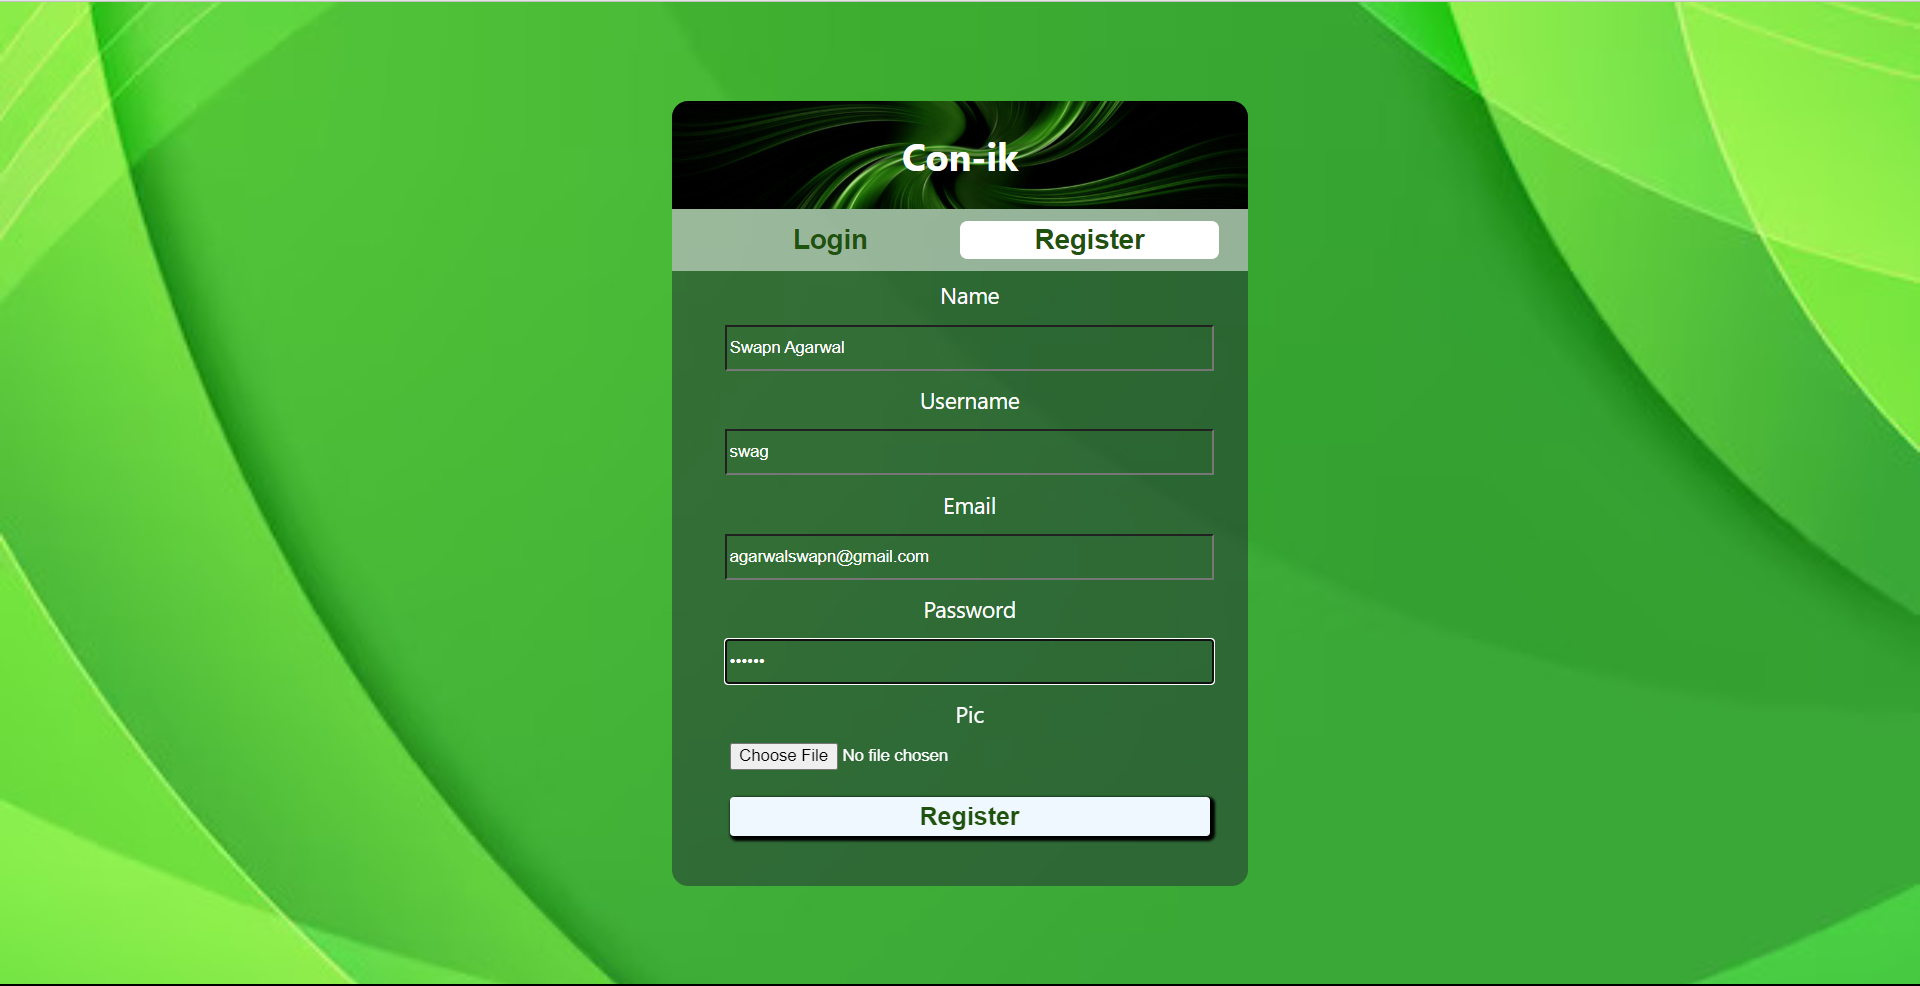 Con-ik
Login Register
Name
Swapn Agarwal
Username
swag
Email
agarwalswapn@gmail.com
Password
••••••
Pic
Choose File No file chosen
Register